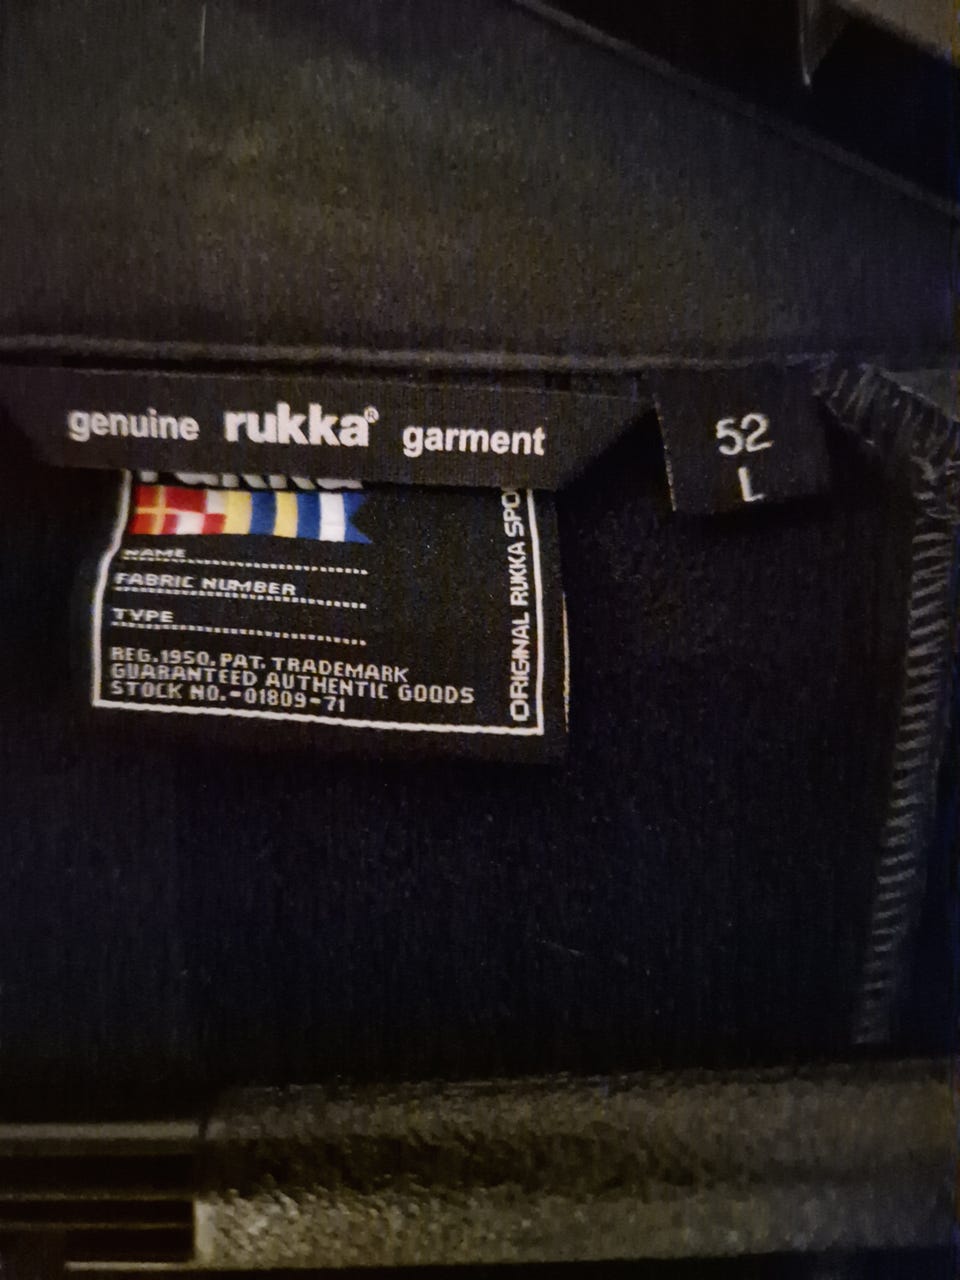 genuine rukka® garment
52
L
NAME
FABRIC NUMBER
TYPE
REG.1950. PAT. TRADEMARK
GUARANTEED AUTHENTIC GOODS
STOCK NO.-01809-71
ORIGINAL RUKKA SPO